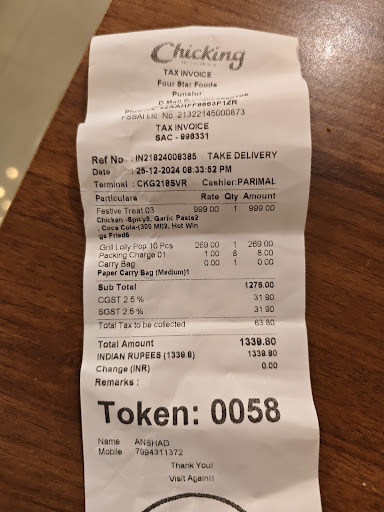 Chicking
TAX INVOICE
Four Star Foods
Punalur
FSSAI Lic No 21322145000873
TAX INVOICE
SAC - 996331
Ref No : IN21824008385 TAKE DELIVERY
Date : 25-12-2024 08:33:52 PM
Terminal : CKG218SVR Cashier:PARIMAL
Particulars Rate Qty Amount
Festive Treat 03 999.00 1 999.00
Chicken -Spicy8, Garlic Paste2
, Coca Cola-(300 Ml)2, Hot Win
gs Fried6
Grill Lolly Pop 10 Pcs 269.00 1 269.00
Packing Charge 01 1.00 8 8.00
Carry Bag 0.00 1 0.00
Paper Carry Bag (Medium)1
Sub Total 1276.00
CGST 2.5 % 31.90
SGST 2.5 % 31.90
Total Tax to be collected 63.80
Total Amount 1339.80
INDIAN RUPEES (1339.8) 1339.80
Change (INR) 0.00
Remarks :
Token: 0058
Name ANSHAD
Mobile 7994311372
Thank You!
Visit Again!!